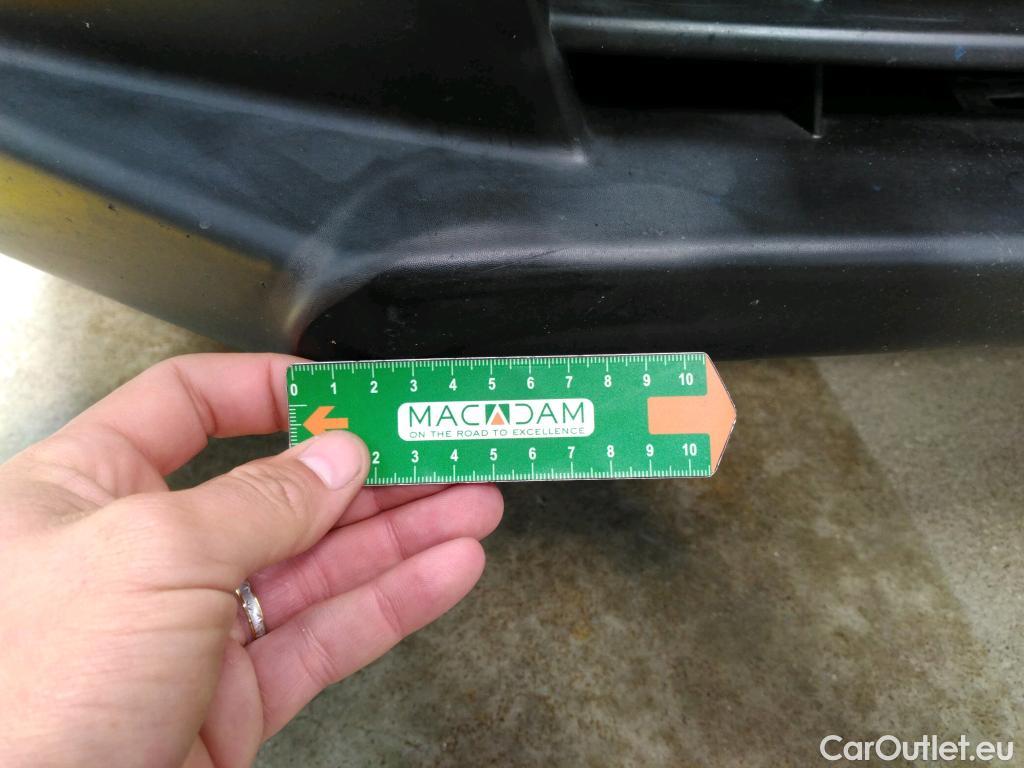 0 1 2 3 4 5 6 7 8 9 10
MACADAM
ON THE ROAD TO EXCELLENCE
2 3 4 5 6 7 8 9 10
CarOutlet.eu